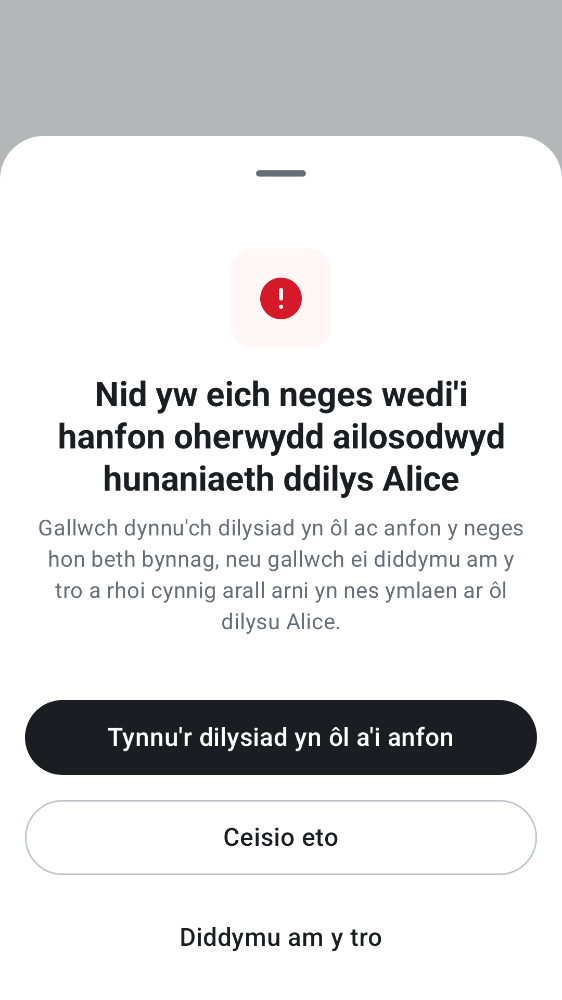 Nid yw eich neges wedi'i
hanfon oherwydd ailosodwyd
hunaniaeth ddilys Alice
Gallwch dynnu'ch dilysiad yn ôl ac anfon y neges
hon beth bynnag, neu gallwch ei diddymu am y
tro a rhoi cynnig arall arni yn nes ymlaen ar ôl
dilysu Alice.
Tynnu'r dilysiad yn ôl a'i anfon
Ceisio eto
Diddymu am y tro